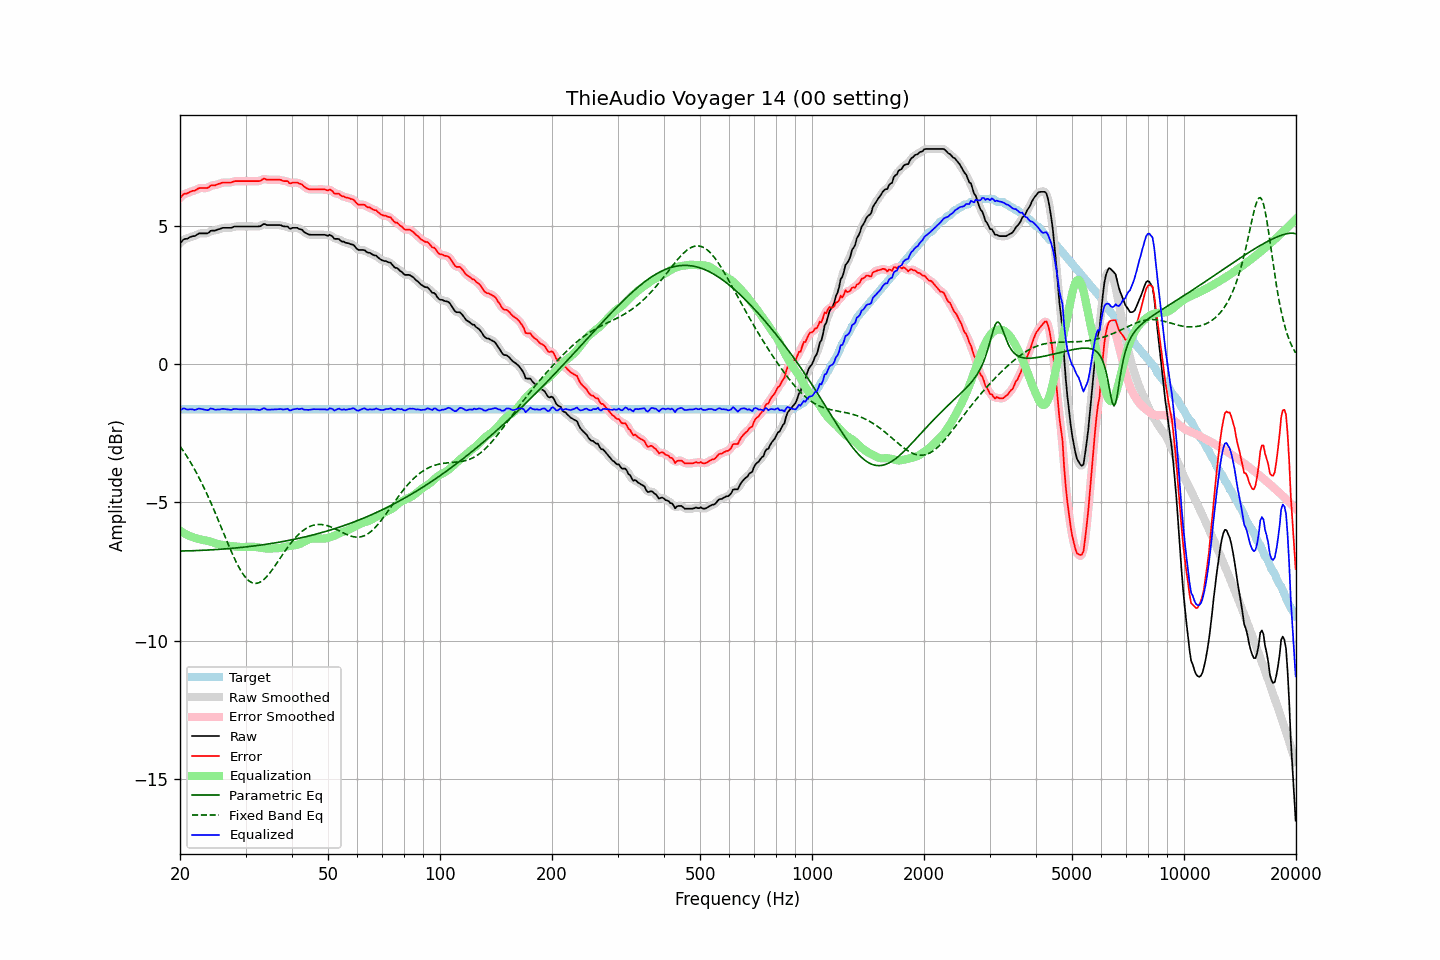 ThieAudio Voyager 14 (00 setting)
Amplitude (dBr)
5
0
−5
−10
−15
Target
Raw Smoothed
Error Smoothed
Raw
Error
Equalization
Parametric Eq
Fixed Band Eq
Equalized
20 50 100 200 500 1000 2000 5000 10000 20000
Frequency (Hz)